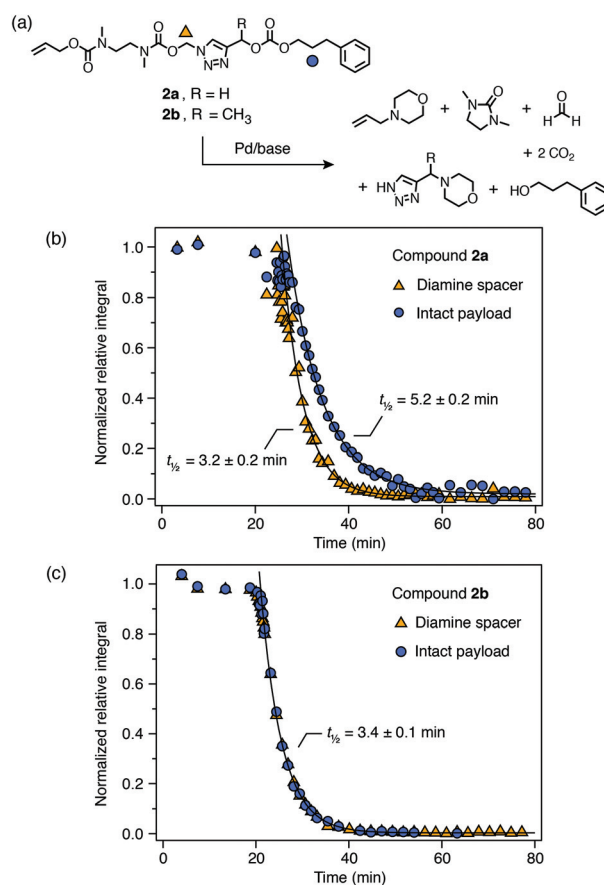 (a)
R
O
O
N
N
O
O
N
N=N
O
O
O
2a, R = H
2b, R = CH₃
Pd/base
N
O
+
N
O
N
+
O
H
H
+ 2 CO₂
+
HN
N=N
R
N
O
+
HO
(b)
Normalized relative integral
1.0
0.8
0.6
0.4
0.2
0.0
Compound 2a
Diamine spacer
Intact payload
t½ = 5.2 ± 0.2 min
t½ = 3.2 ± 0.2 min
0
20
40
60
80
Time (min)
(c)
Normalized relative integral
1.0
0.8
0.6
0.4
0.2
0.0
Compound 2b
Diamine spacer
Intact payload
t½ = 3.4 ± 0.1 min
0
20
40
60
80
Time (min)